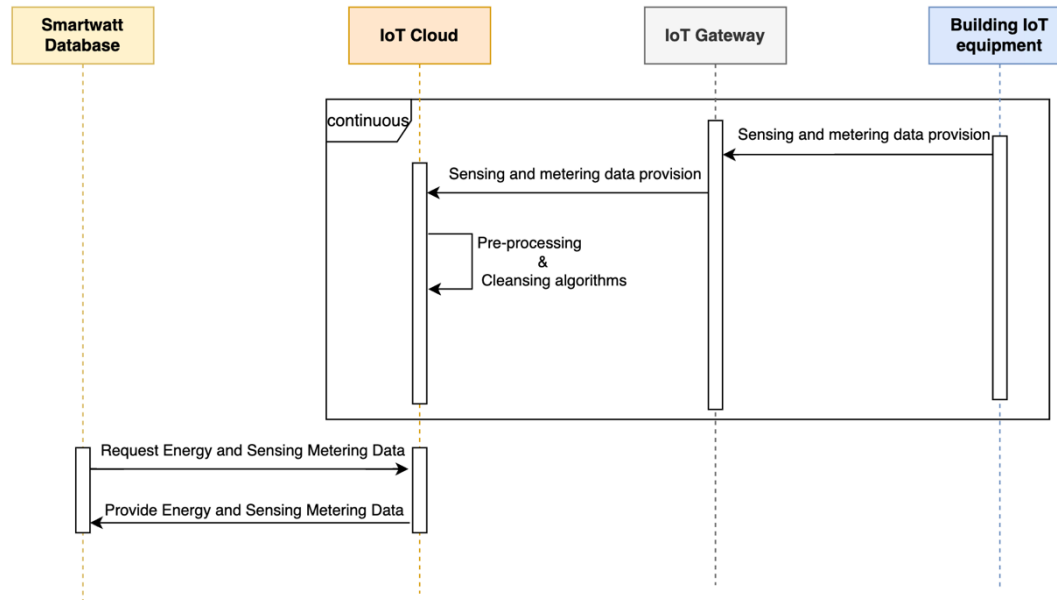 Smartwatt
Database
IoT Cloud
IoT Gateway
Building IoT
equipment
continuous
Sensing and metering data provision
Sensing and metering data provision
Pre-processing
&
Cleansing algorithms
Request Energy and Sensing Metering Data
Provide Energy and Sensing Metering Data